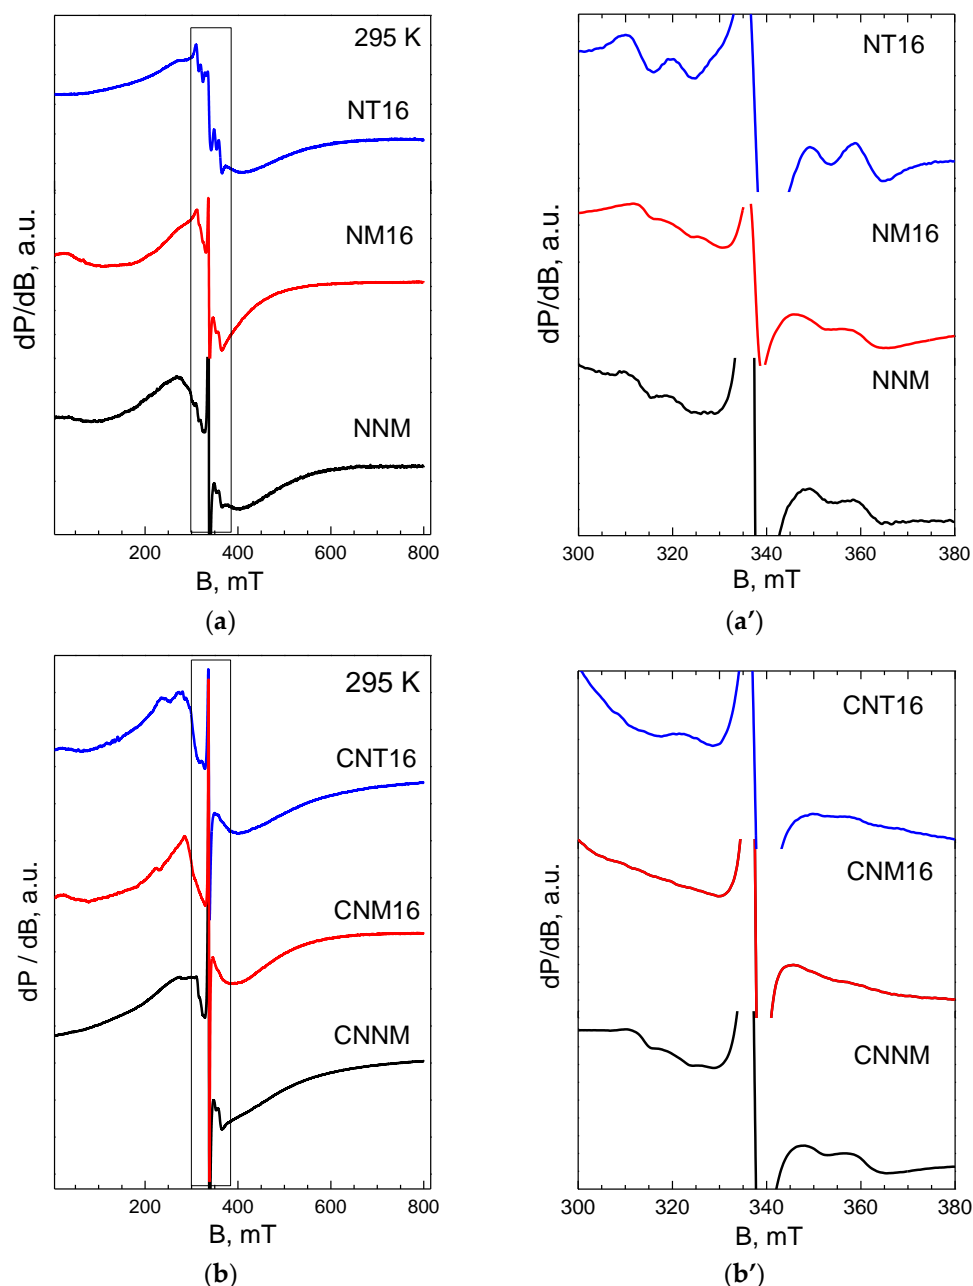 295 K
NT16
NM16
NNM
dP/dB, a.u.
200 400 600 800
B, mT
(a)
NT16
NM16
NNM
dP/dB, a.u.
300 320 340 360 380
B, mT
(a′)
295 K
CNT16
CNM16
CNNM
dP / dB, a.u.
200 400 600 800
B, mT
(b)
CNT16
CNM16
CNNM
dP/dB, a.u.
300 320 340 360 380
B, mT
(b′)